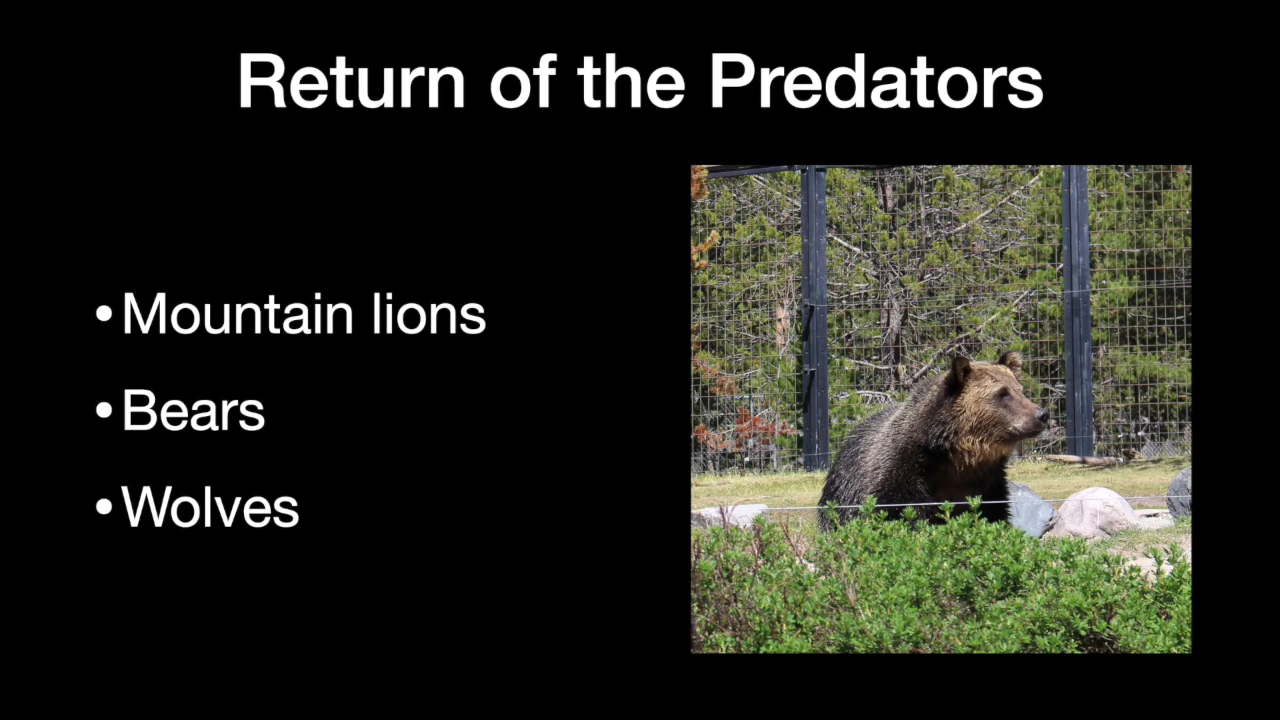 Return of the Predators
•Mountain lions
•Bears
•Wolves